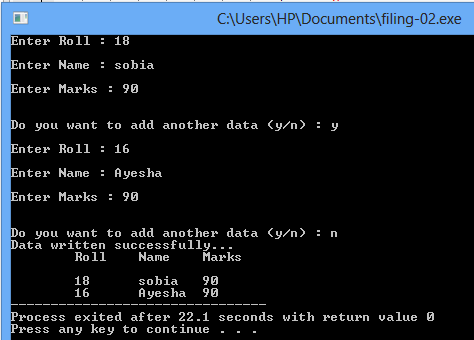 C:\Users\HP\Documents\filing-02.exe
Enter Roll : 18
Enter Name : sobia
Enter Marks : 90
Do you want to add another data (y/n) : y
Enter Roll : 16
Enter Name : Ayesha
Enter Marks : 90
Do you want to add another data (y/n) : n
Data written successfully...
Roll Name Marks
18 sobia 90
16 Ayesha 90
--------------------------------
Process exited after 22.1 seconds with return value 0
Press any key to continue . . .